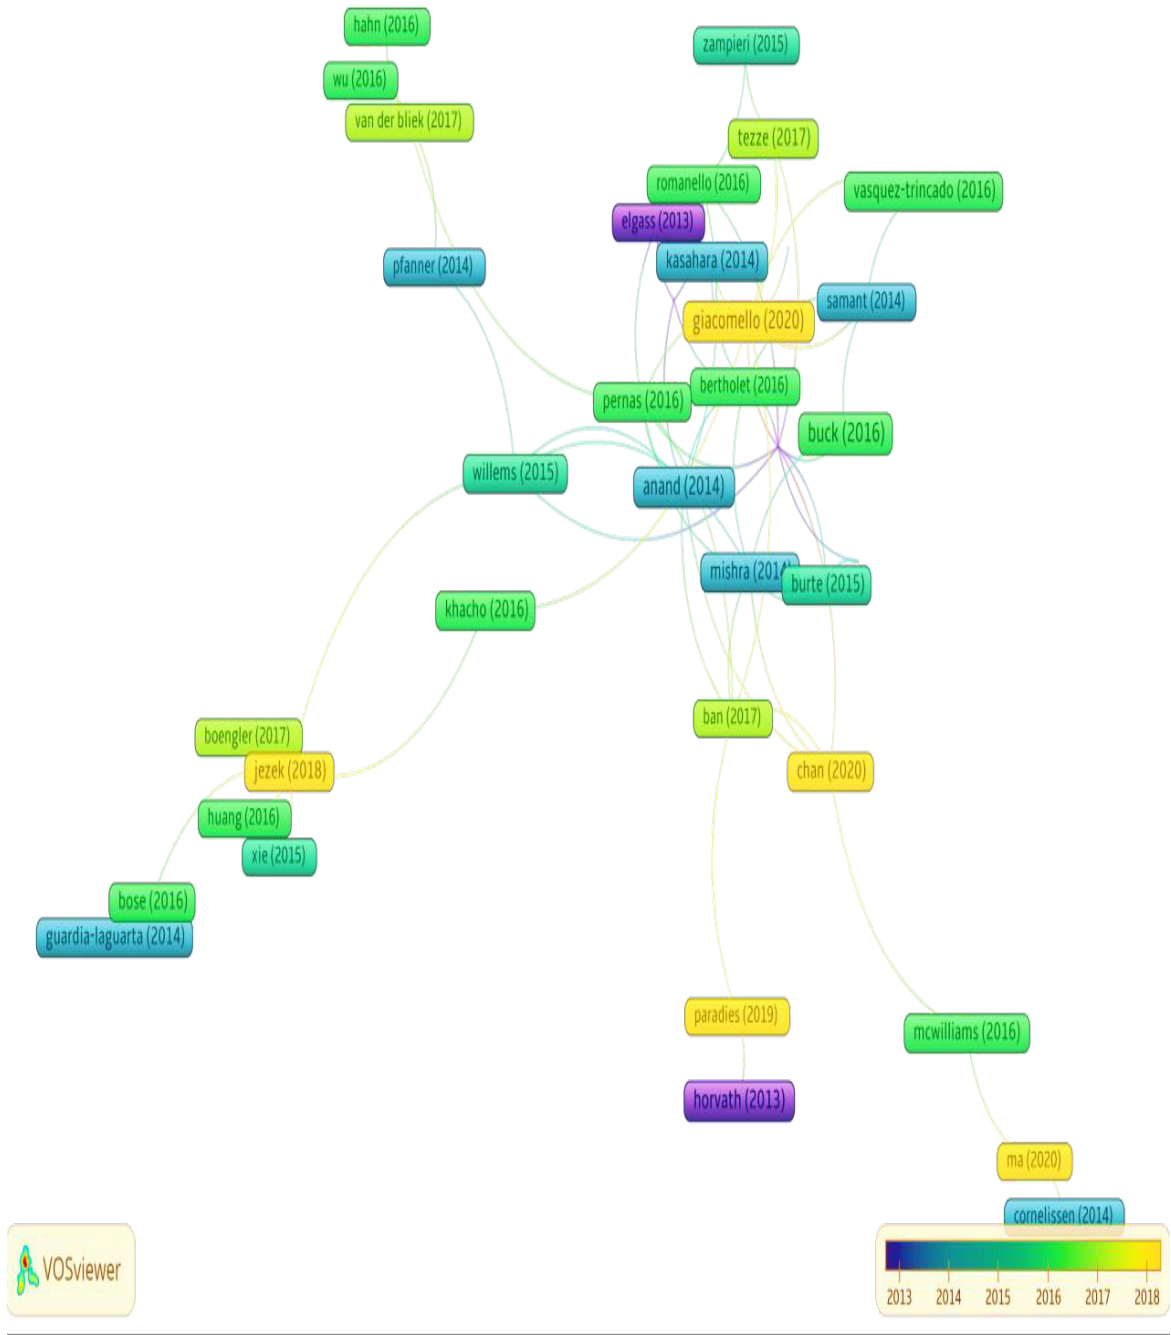 hahn (2016)
zampieri (2015)
wu (2016)
van der bliek (2017)
tezze (2017)
romanello (2016)
vasquez-trincado (2016)
elgass (2013)
kasahara (2014)
pfanner (2014)
samant (2014)
giacomello (2020)
bertholet (2016)
pernas (2016)
buck (2016)
willems (2015)
anand (2014)
mishra (2014)
burte (2015)
khacho (2016)
ban (2017)
boengler (2017)
jezek (2018)
chan (2020)
huang (2016)
xie (2015)
bose (2016)
guardia-laguarta (2014)
paradies (2019)
mcwilliams (2016)
horvath (2013)
ma (2020)
cornelissen (2014)
VOSviewer
2013 2014 2015 2016 2017 2018